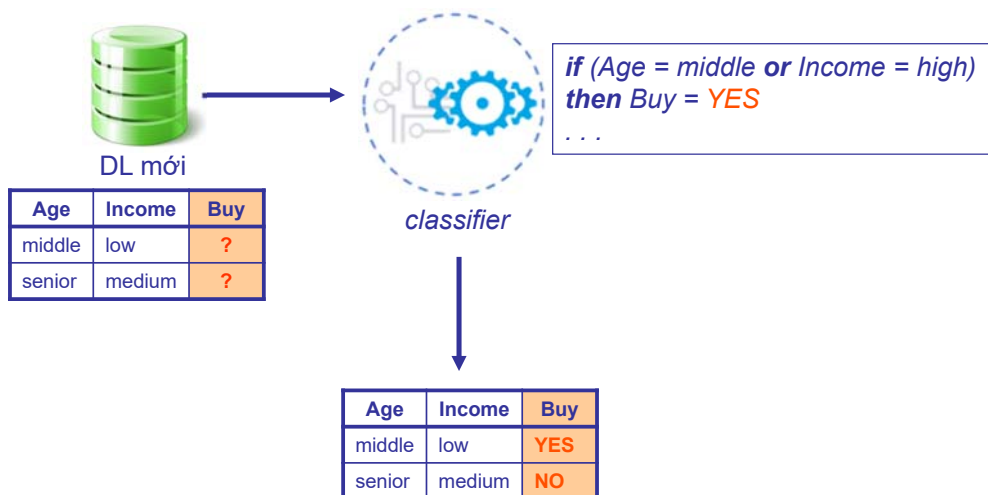 if (Age = middle or Income = high)
then Buy = YES
. . .
DL mới
classifier
Age Income Buy
middle low ?
senior medium ?
Age Income Buy
middle low YES
senior medium NO